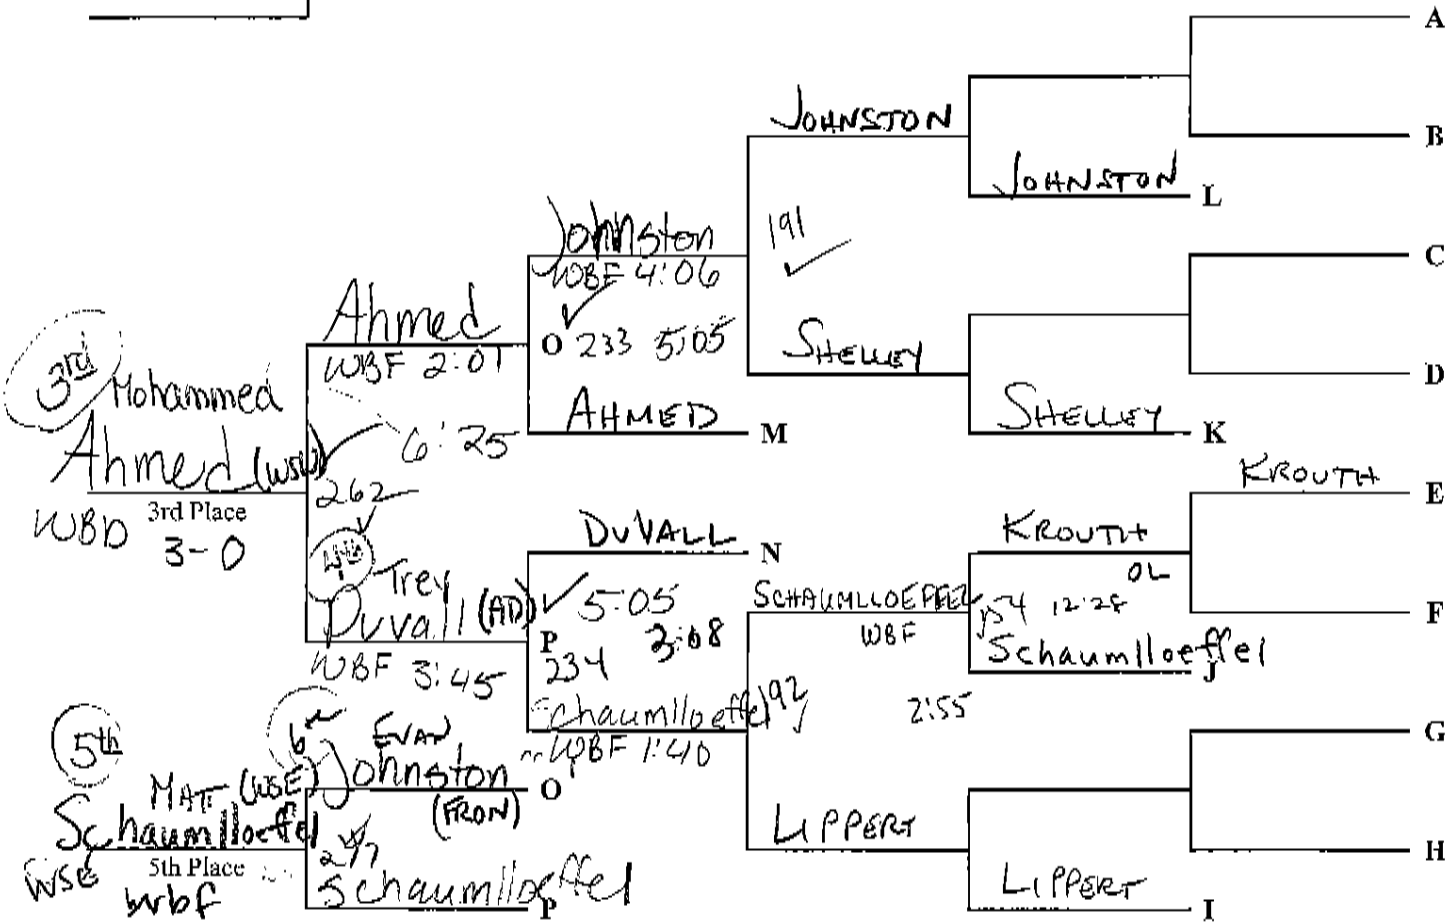 A
JOHNSTON
B
JOHNSTON L
Johnston
191
WBF 4:06
C
Ahmed
O 233 5:05
SHELLEY
WBF 2:01
D
3rd
Mohammed
AHMED M
SHELLEY K
6:25
Ahmed
KROUTH E
262
WBD
3rd Place
3-0
DUVALL N
KROUTH
OL
4th
Trey
Duvall (AD)
5:05
SCHAUMLLOEFFEL
WBF
12:28
F
P
3:08
234
Schaumlloeffel J
WBF 3:45
Schaumlloeffel 192
2:55
G
WBF 1:40
5th
EVAN
Johnston O
(FRON)
MATT (WSE)
Schaumlloeffel
LIPPERT
H
WSE
5th Place
wbf
Schaumlloeffel P
LIPPERT I